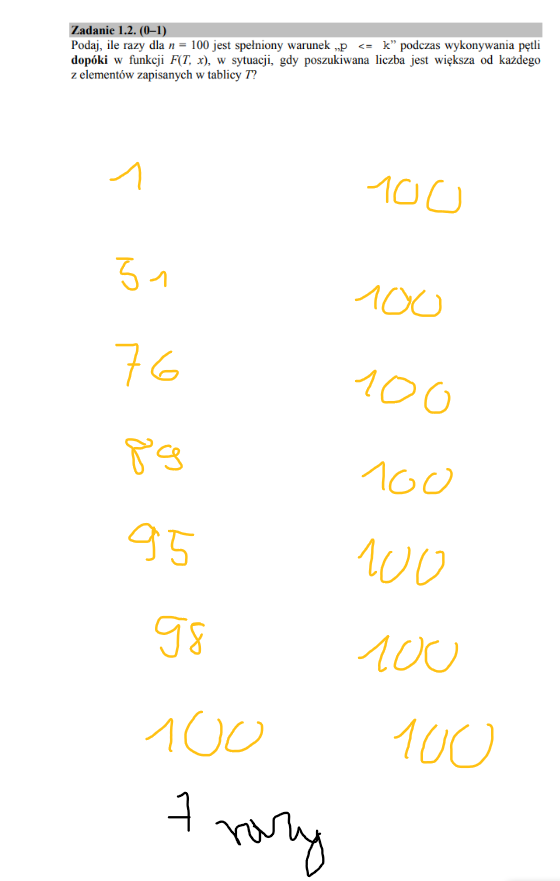 Zadanie 1.2. (0–1)
Podaj, ile razy dla n = 100 jest spełniony warunek „p <= k” podczas wykonywania pętli
dopóki w funkcji F(T, x), w sytuacji, gdy poszukiwana liczba jest większa od każdego
z elementów zapisanych w tablicy T?
1 100
51 100
76 100
89 100
95 100
98 100
100 100
7 razy